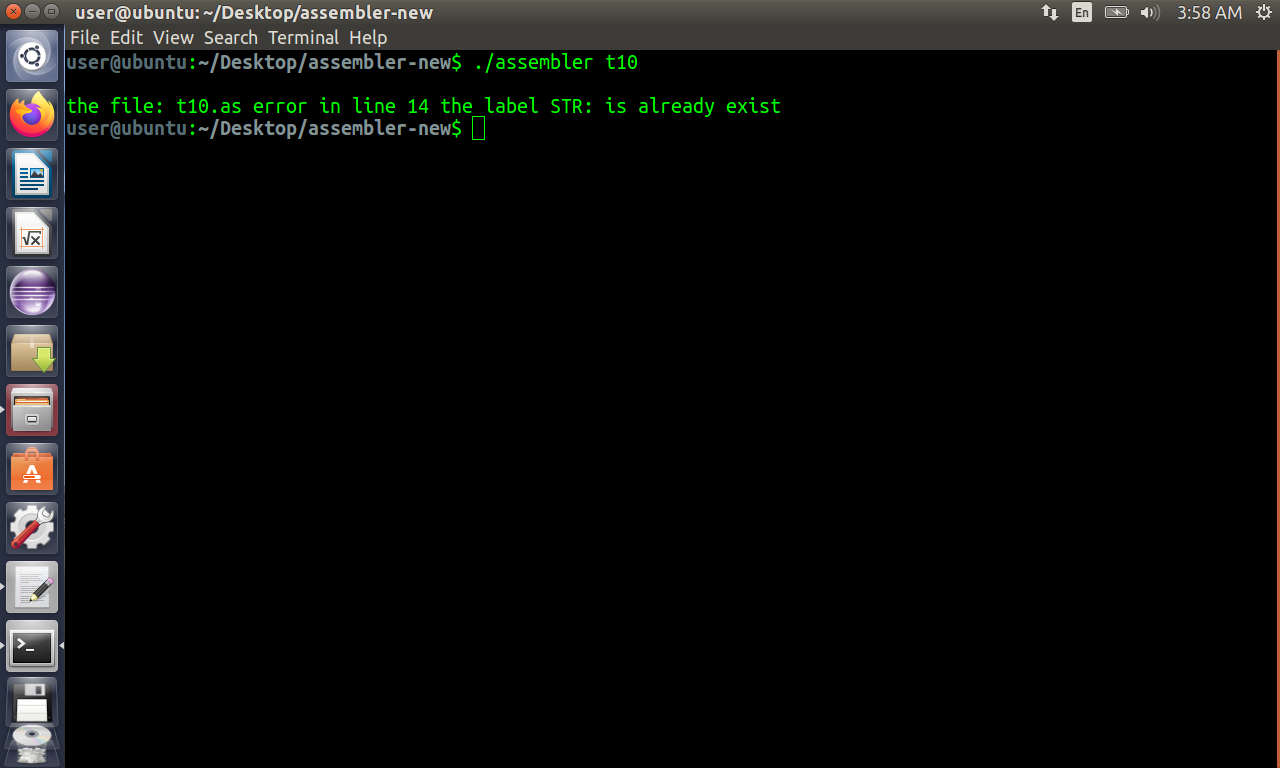 user@ubuntu: ~/Desktop/assembler-new
En
3:58 AM
File Edit View Search Terminal Help
user@ubuntu:~/Desktop/assembler-new$ ./assembler t10
the file: t10.as error in line 14 the label STR: is already exist
user@ubuntu:~/Desktop/assembler-new$